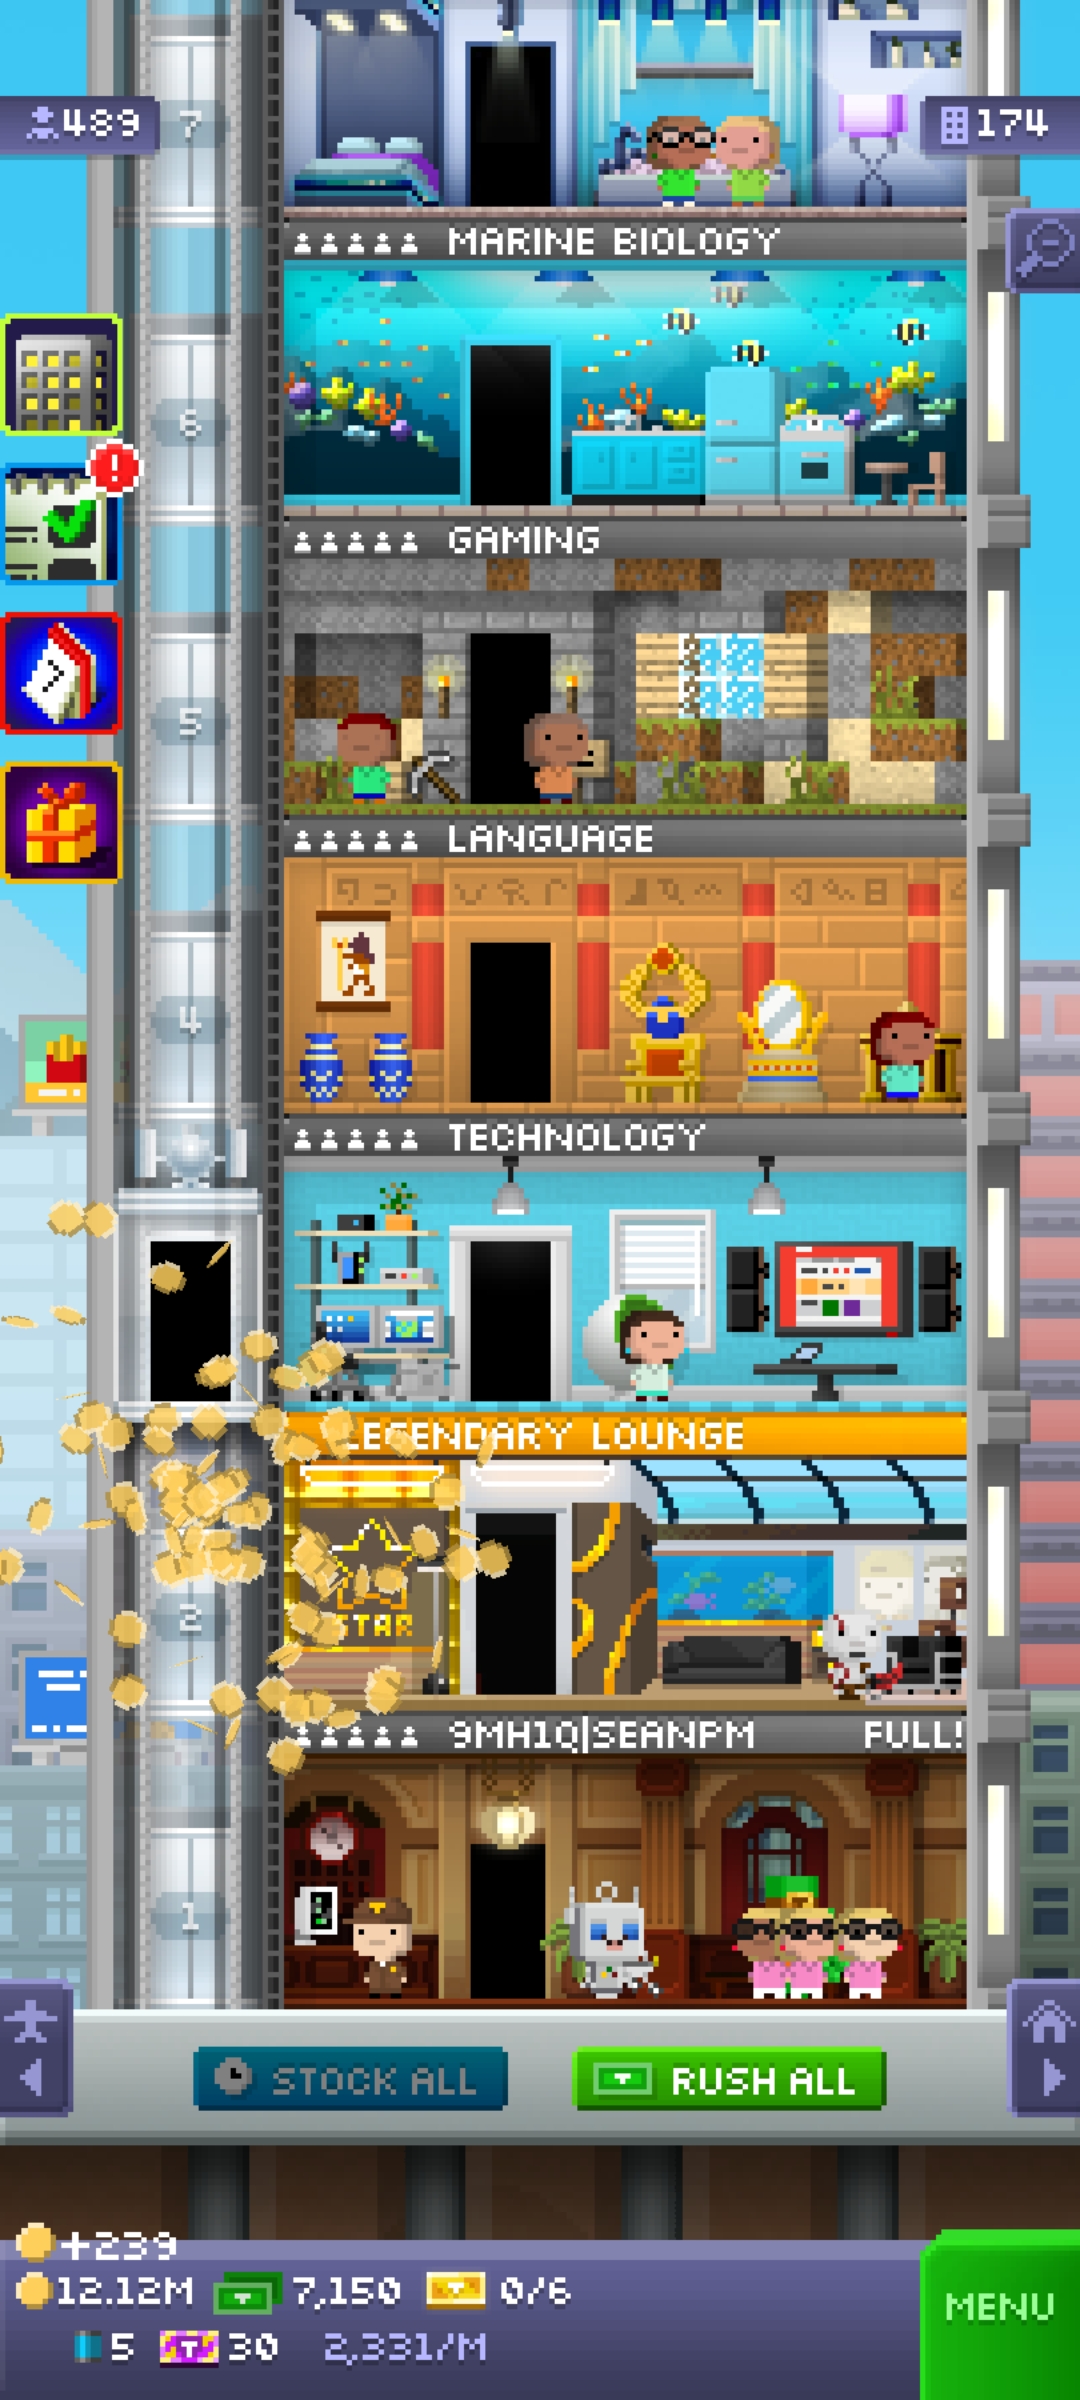 489
7
174
MARINE BIOLOGY
6
GAMING
7
5
LANGUAGE
4
TECHNOLOGY
LEGENDARY LOUNGE
STAR
2
9MH1Q|SEANPM FULL!
1
STOCK ALL
RUSH ALL
+239
12.12M 7,150 0/6
MENU
5 30 2,331/M